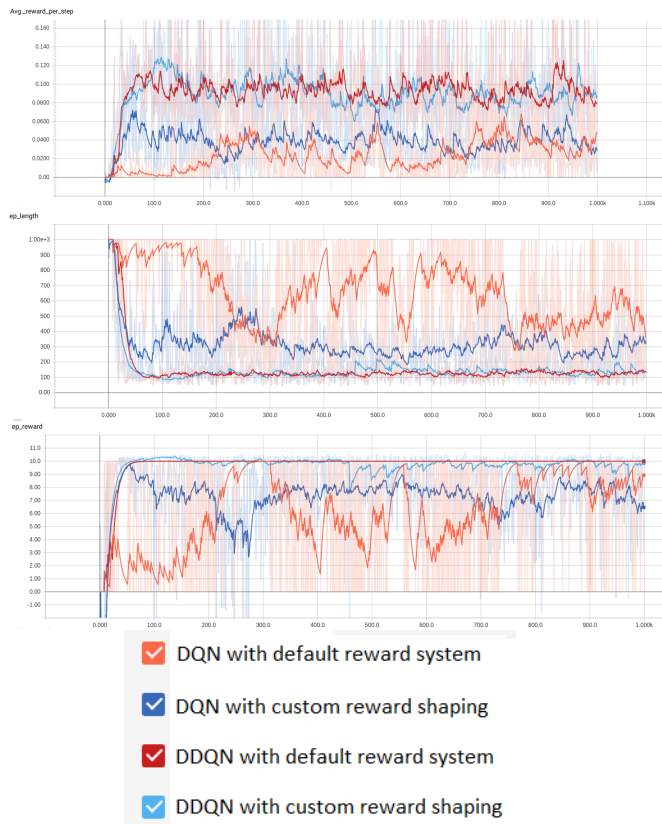 Avg_reward_per_step
0.160
0.140
0.120
0.100
0.0800
0.0600
0.0400
0.0200
0.00
0.000 100.0 200.0 300.0 400.0 500.0 600.0 700.0 800.0 900.0 1.000k
ep_length
1.00e+3
900
800
700
600
500
400
300
200
100
0.00
0.000 100.0 200.0 300.0 400.0 500.0 600.0 700.0 800.0 900.0 1.000k
ep_reward
11.0
10.0
9.00
8.00
7.00
6.00
5.00
4.00
3.00
2.00
1.00
0.00
-1.00
0.000 100.0 200.0 300.0 400.0 500.0 600.0 700.0 800.0 900.0 1.000k
DQN with default reward system
DQN with custom reward shaping
DDQN with default reward system
DDQN with custom reward shaping